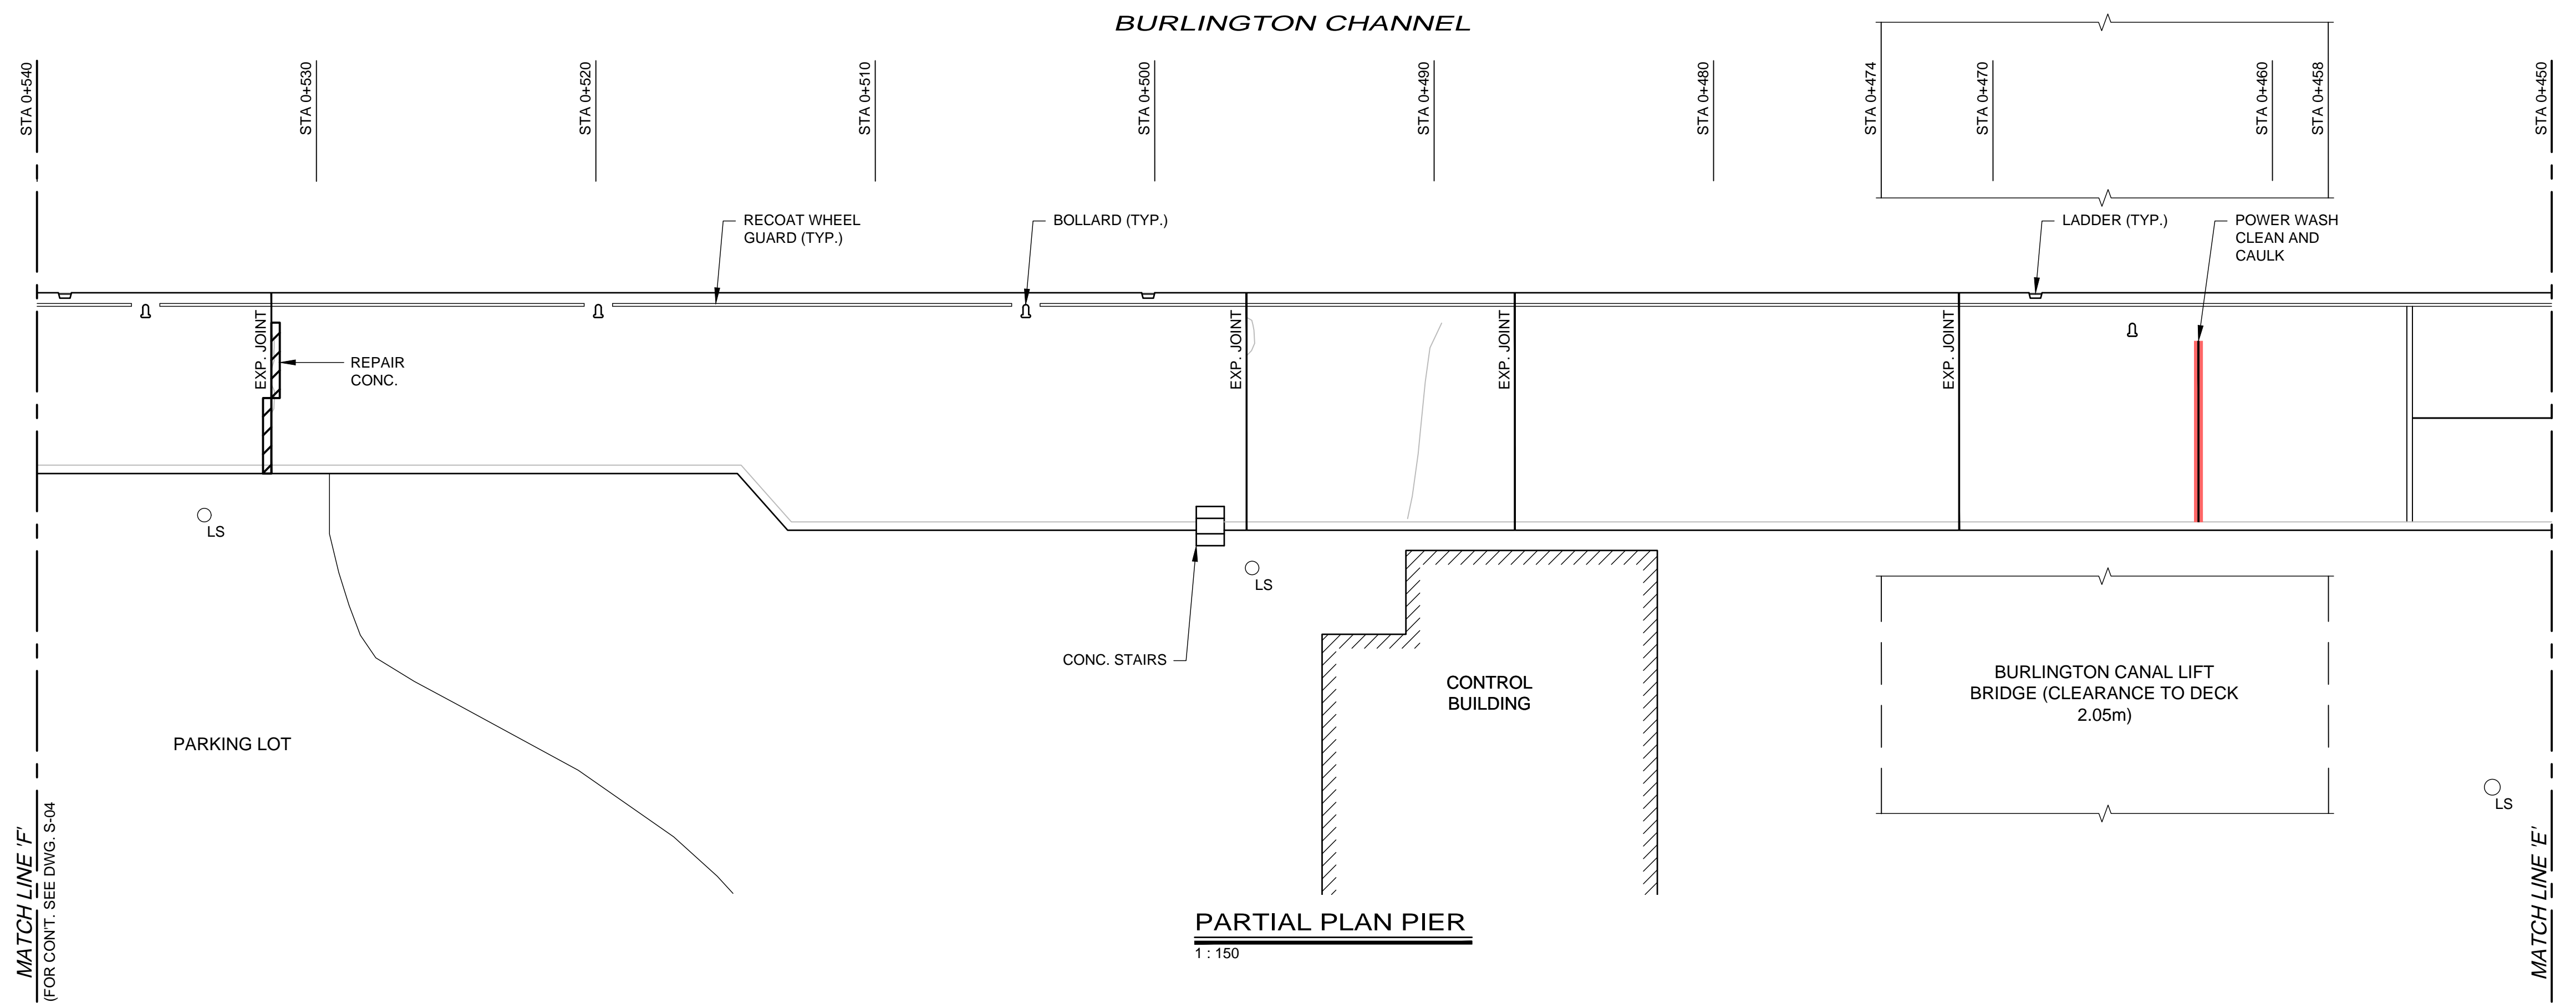 BURLINGTON CHANNEL
STA 0+540
STA 0+530
STA 0+520
STA 0+510
STA 0+500
STA 0+490
STA 0+480
STA 0+474
STA 0+470
STA 0+460
STA 0+458
STA 0+450
RECOAT WHEEL
GUARD (TYP.)
BOLLARD (TYP.)
LADDER (TYP.)
POWER WASH
CLEAN AND
CAULK
EXP. JOINT
REPAIR
CONC.
EXP. JOINT
EXP. JOINT
EXP. JOINT
LS
LS
CONC. STAIRS
CONTROL
BUILDING
BURLINGTON CANAL LIFT
BRIDGE (CLEARANCE TO DECK
2.05m)
PARKING LOT
LS
MATCH LINE 'F'
(FOR CON'T. SEE DWG. S-04
MATCH LINE 'E'
PARTIAL PLAN PIER
1 : 150